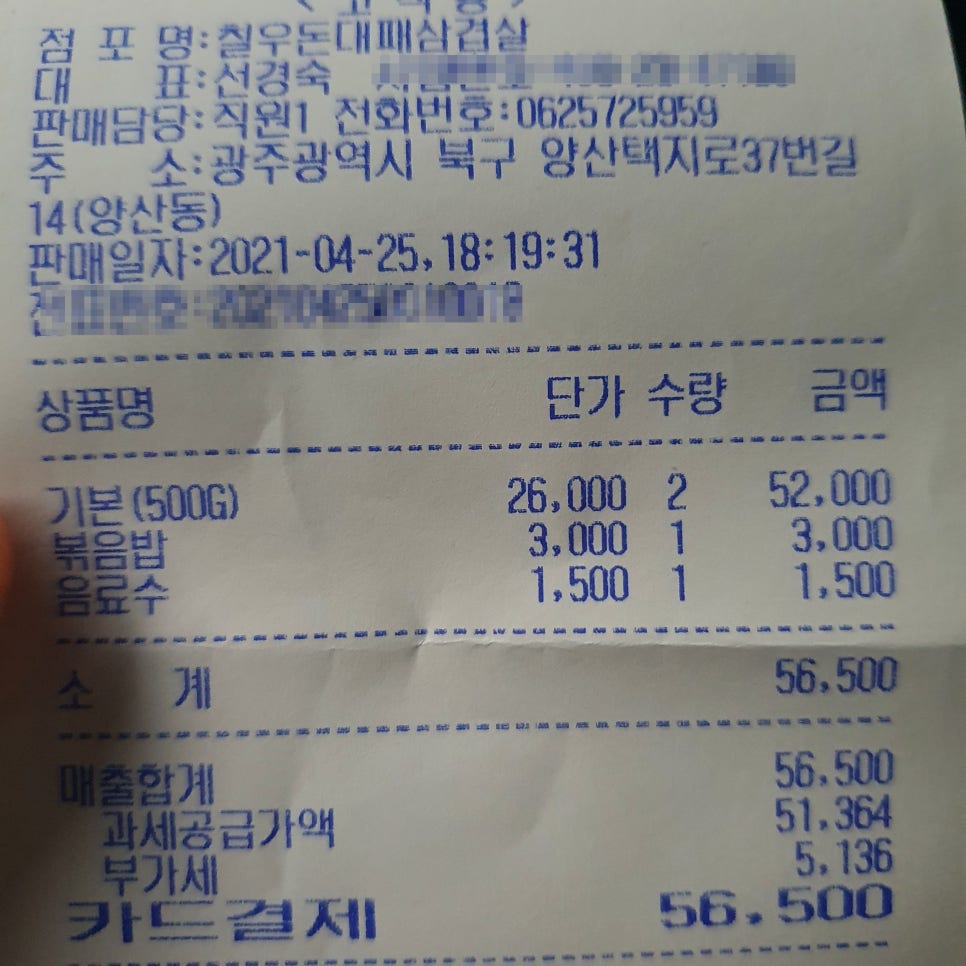 점 포 명:칠우돈대패삼겹살
대 표:선경숙
판매담당:직원1 전화번호:0625725959
주 소:광주광역시 북구 양산택지로37번길
14(양산동)
판매일자:2021-04-25,18:19:31
상품명 단가 수량 금액
기본(500G) 26,000 2 52,000
볶음밥 3,000 1 3,000
음료수 1,500 1 1,500
소 계 56,500
매출합계 56,500
과세공급가액 51,364
부가세 5,136
카드결제 56,500